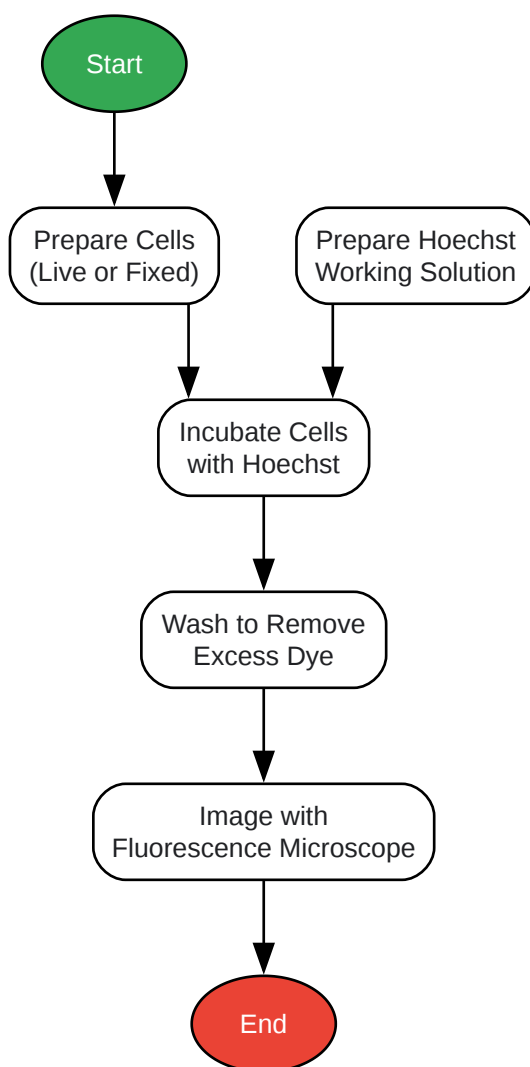 Start
Prepare Cells
(Live or Fixed)
Prepare Hoechst
Working Solution
Incubate Cells
with Hoechst
Wash to Remove
Excess Dye
Image with
Fluorescence Microscope
End